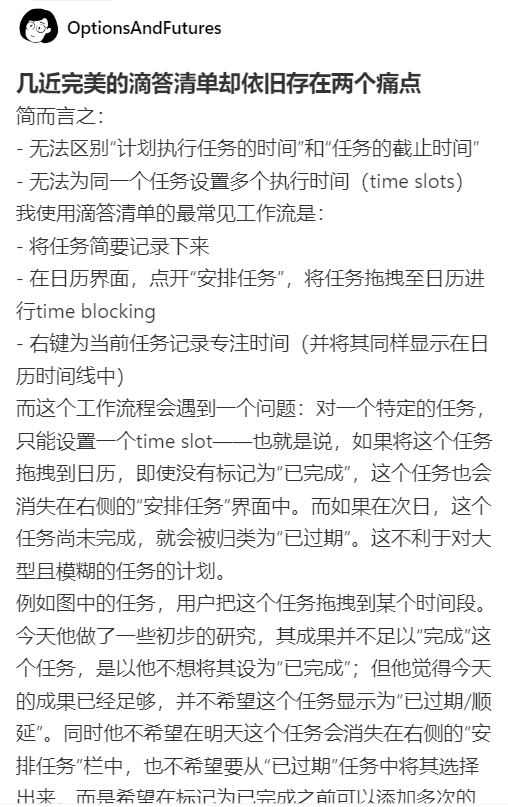 OptionsAndFutures
几近完美的滴答清单却依旧存在两个痛点
简而言之：
- 无法区别“计划执行任务的时间”和“任务的截止时间”
- 无法为同一个任务设置多个执行时间（time slots）
我使用滴答清单的最常见工作流是：
- 将任务简要记录下来
- 在日历界面，点开“安排任务”，将任务拖拽至日历进
行time blocking
- 右键为当前任务记录专注时间（并将其同样显示在日
历时间线中）
而这个工作流程会遇到一个问题：对一个特定的任务，
只能设置一个time slot——也就是说，如果将这个任务
拖拽到日历，即使没有标记为“已完成”，这个任务也会
消失在右侧的“安排任务”界面中。而如果在次日，这个
任务尚未完成，就会被归类为“已过期”。这不利于对大
型且模糊的任务的计划。
例如图中的任务，用户把这个任务拖拽到某个时间段。
今天他做了一些初步的研究，其成果并不足以“完成”这
个任务，是以他不想将其设为“已完成”；但他觉得今天
的成果已经足够，并不希望这个任务显示为“已过期/顺
延”。同时他不希望在明天这个任务会消失在右侧的“安
排任务”栏中，也不希望要从“已过期”任务中将其选择
出来，而是希望在标记为已完成之前可以添加多次的